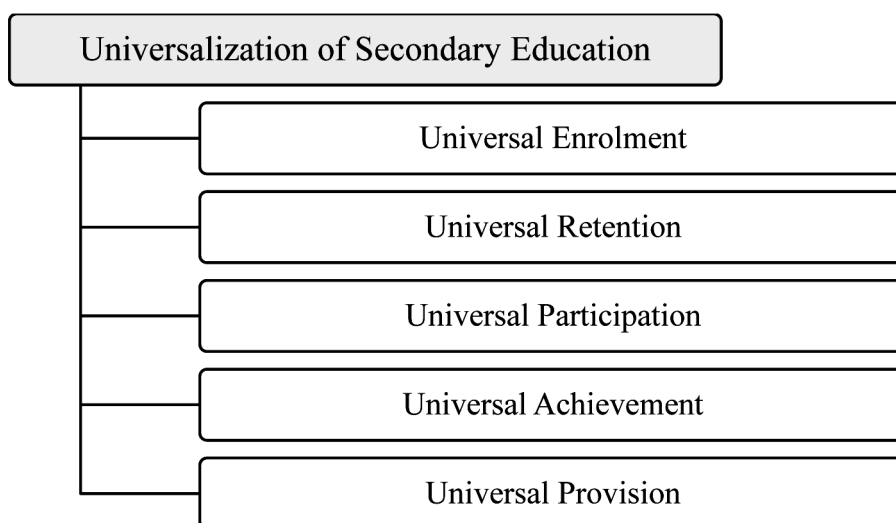 Universalization of Secondary Education
Universal Enrolment
Universal Retention
Universal Participation
Universal Achievement
Universal Provision